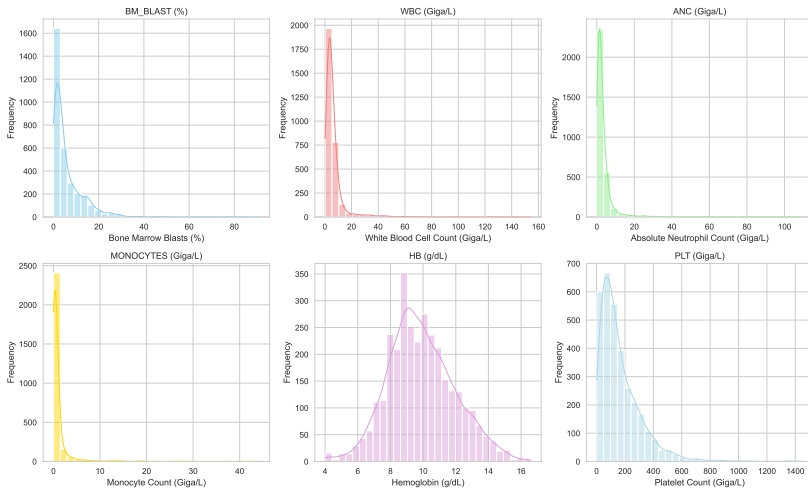 BM_BLAST (%)
Frequency
1600
1400
1200
1000
800
600
400
200
0
0 20 40 60 80
Bone Marrow Blasts (%)
WBC (Giga/L)
Frequency
2000
1750
1500
1250
1000
750
500
250
0
0 20 40 60 80 100 120 140 160
White Blood Cell Count (Giga/L)
ANC (Giga/L)
Frequency
2000
1500
1000
500
0
0 20 40 60 80 100
Absolute Neutrophil Count (Giga/L)
MONOCYTES (Giga/L)
Frequency
2500
2000
1500
1000
500
0
0 10 20 30 40
Monocyte Count (Giga/L)
HB (g/dL)
Frequency
350
300
250
200
150
100
50
0
4 6 8 10 12 14 16
Hemoglobin (g/dL)
PLT (Giga/L)
Frequency
700
600
500
400
300
200
100
0
0 200 400 600 800 1000 1200 1400
Platelet Count (Giga/L)